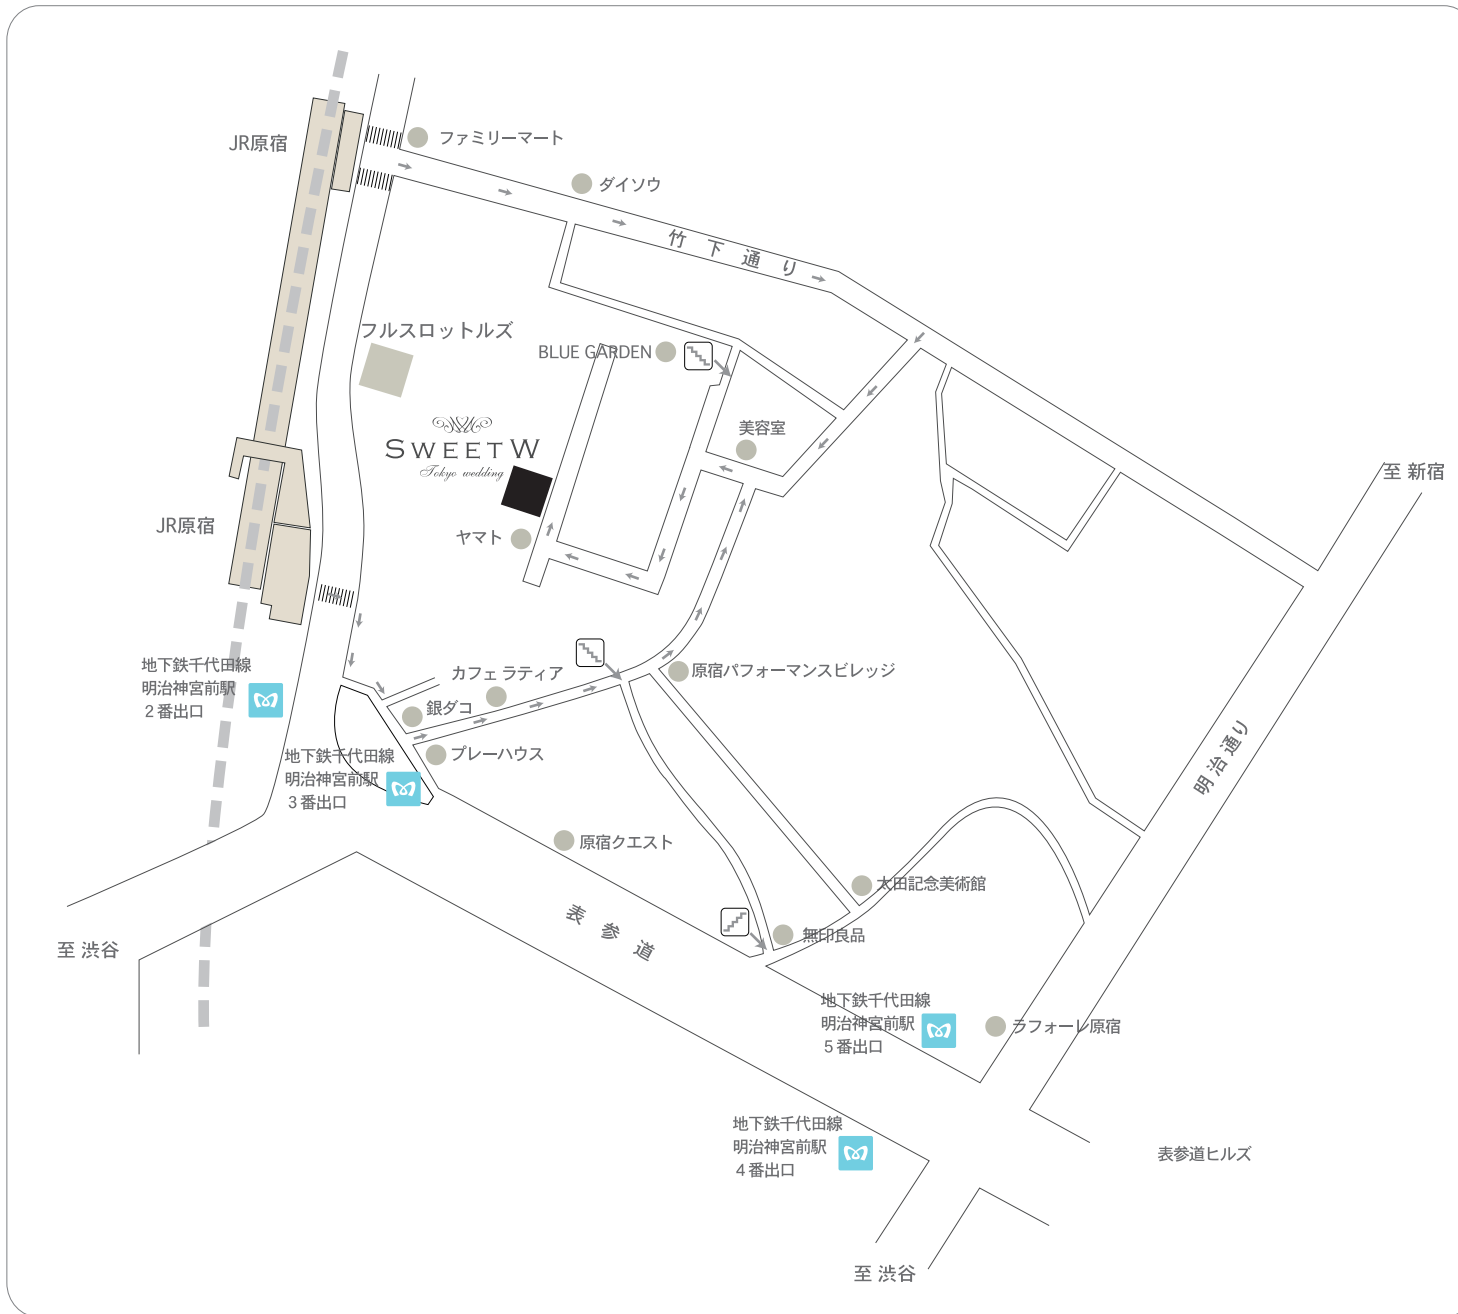 JR原宿
ファミリーマート
ダイソウ
竹下通り
フルスロットルズ
BLUE GARDEN
SWEET W
Tokyo wedding
美容室
至 新宿
JR原宿
ヤマト
地下鉄千代田線
明治神宮前駅
2番出口
カフェ ラティア
原宿パフォーマンスビレッジ
銀ダコ
プレーハウス
地下鉄千代田線
明治神宮前駅
3番出口
明治通り
原宿クエスト
太田記念美術館
表参道
無印良品
至 渋谷
地下鉄千代田線
明治神宮前駅
5番出口
ラフォーレ原宿
地下鉄千代田線
明治神宮前駅
4番出口
表参道ヒルズ
至 渋谷